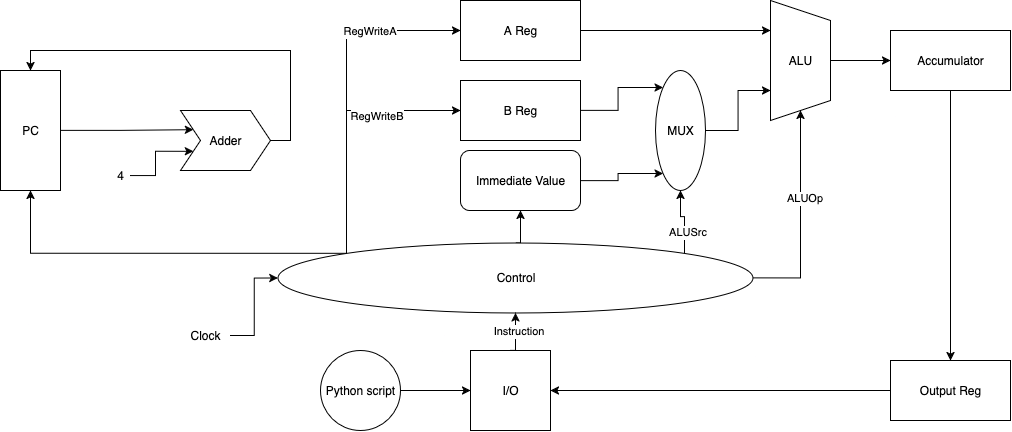 RegWriteA
A Reg
ALU
Accumulator
PC
Adder
RegWriteB
B Reg
MUX
4
Immediate Value
ALUOp
ALUSrc
Control
Clock
Instruction
Python script
I/O
Output Reg